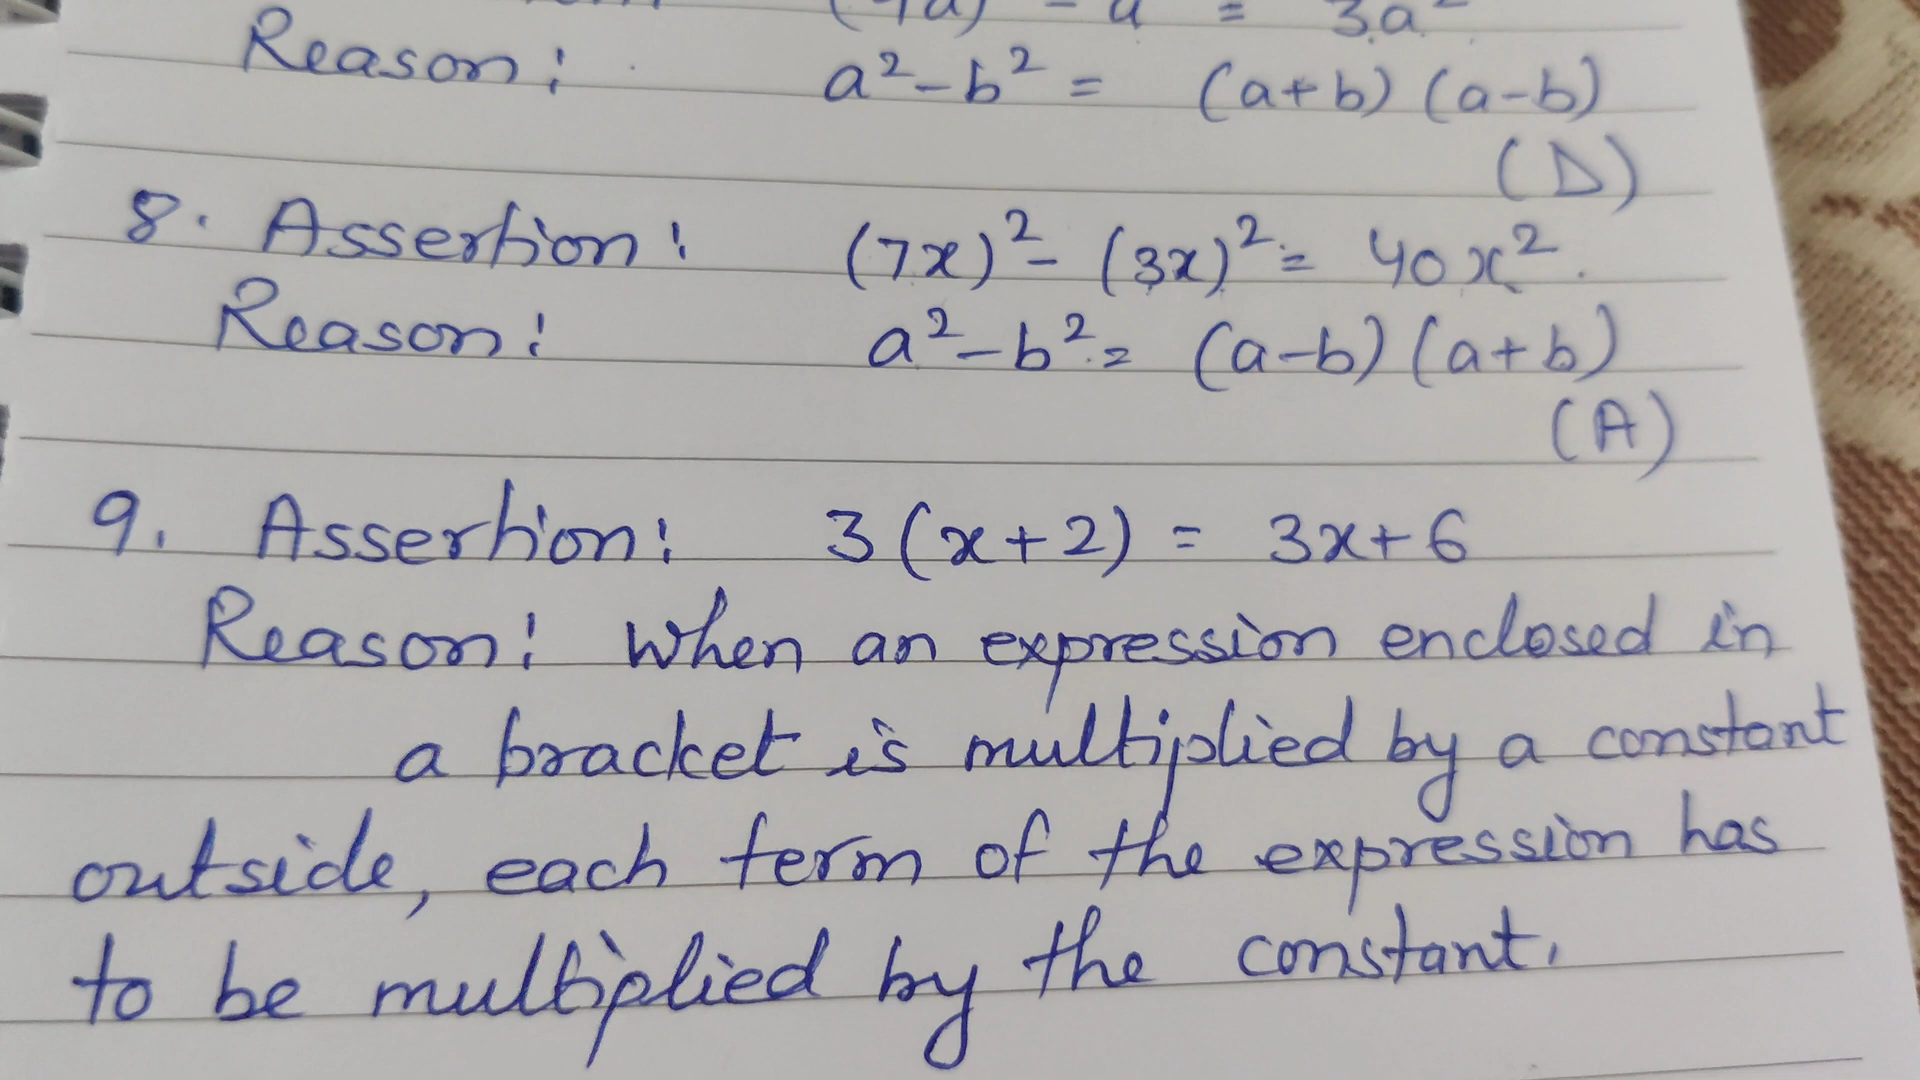 = 3a²
Reason: a² - b² = (a+b) (a-b)
(D)
8. Assertion: (7x)² - (3x)² = 40x².
Reason: a² - b² = (a-b) (a+b)
(A)
9. Assertion: 3(x+2) = 3x+6
Reason: When an expression enclosed in
a bracket is multiplied by a constant
outside, each term of the expression has
to be multiplied by the constant.